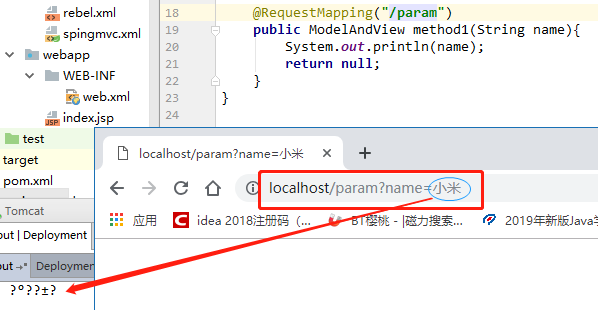 rebel.xml
spingmvc.xml
webapp
WEB-INF
web.xml
index.jsp
test
target
pom.xml
18 @RequestMapping("/param")
19 public ModelAndView method1(String name){
20 System.out.println(name);
21 return null;
22 }
23 }
24
localhost/param?name=小米
localhost/param?name=小米
应用
idea 2018注册码（...
BT樱桃 - |磁力搜索...
2019年新版Java学
Tomcat
out | Deployment
out Deployment
?º??±?